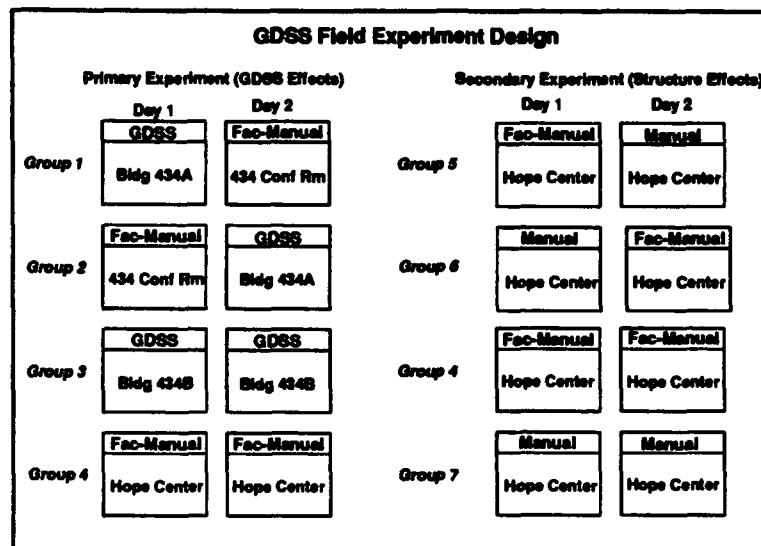 GDSS Field Experiment Design
Primary Experiment (GDSS Effects)
Day 1 Day 2
Group 1
GDSS
Bldg 434A
Fac-Manual
434 Conf Rm
Group 2
Fac-Manual
434 Conf Rm
GDSS
Bldg 434A
Group 3
GDSS
Bldg 434B
GDSS
Bldg 434B
Group 4
Fac-Manual
Hope Center
Fac-Manual
Hope Center
Secondary Experiment (Structure Effects)
Day 1 Day 2
Group 5
Fac-Manual
Hope Center
Manual
Hope Center
Group 6
Manual
Hope Center
Fac-Manual
Hope Center
Group 4
Fac-Manual
Hope Center
Fac-Manual
Hope Center
Group 7
Manual
Hope Center
Manual
Hope Center